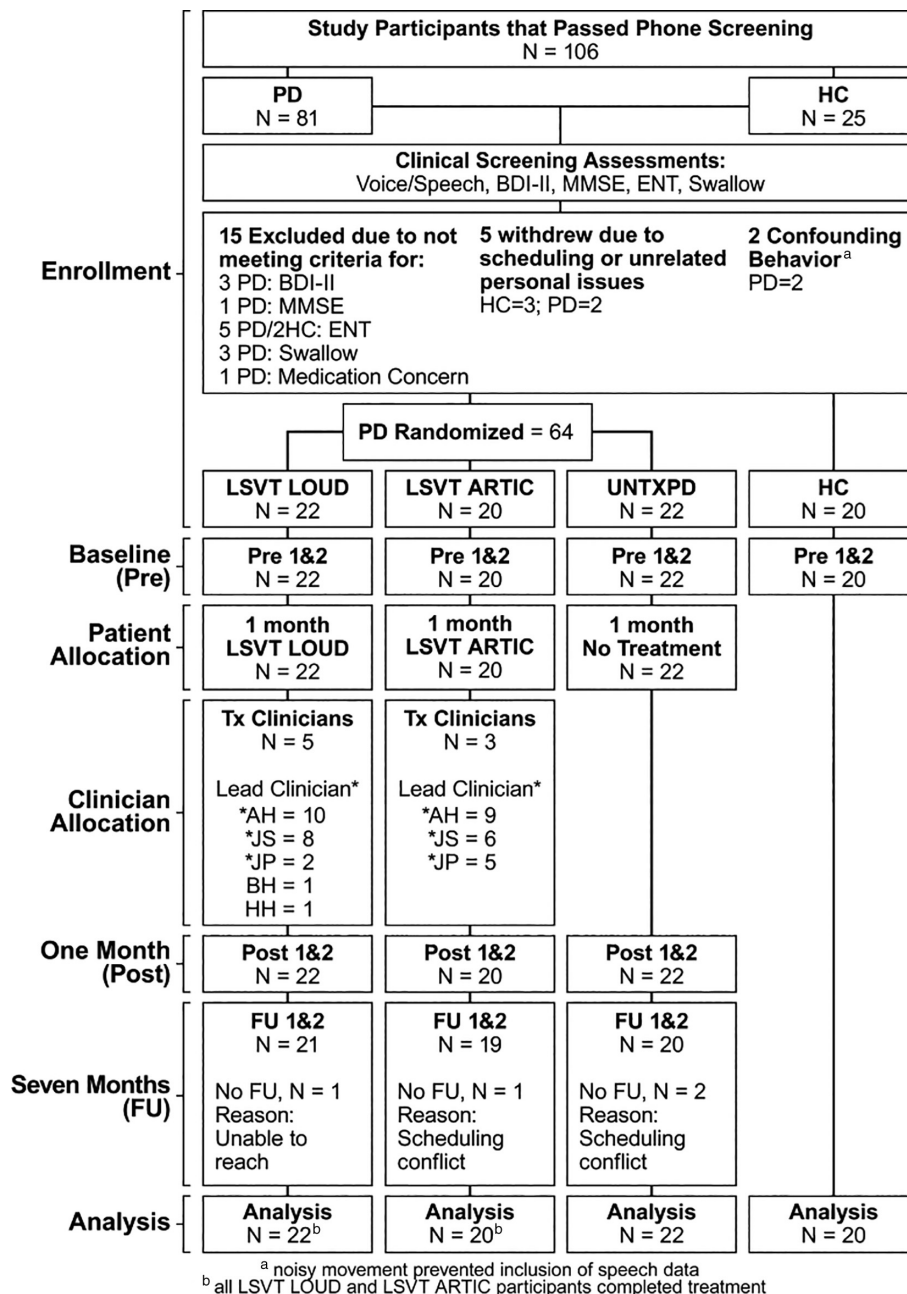 Study Participants that Passed Phone Screening
N = 106
PD
N = 81
HC
N = 25
Clinical Screening Assessments:
Voice/Speech, BDI-II, MMSE, ENT, Swallow
Enrollment
15 Excluded due to not
meeting criteria for:
3 PD: BDI-II
1 PD: MMSE
5 PD/2HC: ENT
3 PD: Swallow
1 PD: Medication Concern
5 withdrew due to
scheduling or unrelated
personal issues
HC=3; PD=2
2 Confounding
Behaviorᵃ
PD=2
PD Randomized = 64
LSVT LOUD
N = 22
LSVT ARTIC
N = 20
UNTXPD
N = 22
HC
N = 20
Baseline
(Pre)
Pre 1&2
N = 22
Pre 1&2
N = 20
Pre 1&2
N = 22
Pre 1&2
N = 20
Patient
Allocation
1 month
LSVT LOUD
N = 22
1 month
LSVT ARTIC
N = 20
1 month
No Treatment
N = 22
Clinician
Allocation
Tx Clinicians
N = 5
Lead Clinician*
*AH = 10
*JS = 8
*JP = 2
BH = 1
HH = 1
Tx Clinicians
N = 3
Lead Clinician*
*AH = 9
*JS = 6
*JP = 5
One Month
(Post)
Post 1&2
N = 22
Post 1&2
N = 20
Post 1&2
N = 22
Seven Months
(FU)
FU 1&2
N = 21
No FU, N = 1
Reason:
Unable to
reach
FU 1&2
N = 19
No FU, N = 1
Reason:
Scheduling
conflict
FU 1&2
N = 20
No FU, N = 2
Reason:
Scheduling
conflict
Analysis
Analysis
N = 22ᵇ
Analysis
N = 20ᵇ
Analysis
N = 22
Analysis
N = 20
ᵃ noisy movement prevented inclusion of speech data
ᵇ all LSVT LOUD and LSVT ARTIC participants completed treatment